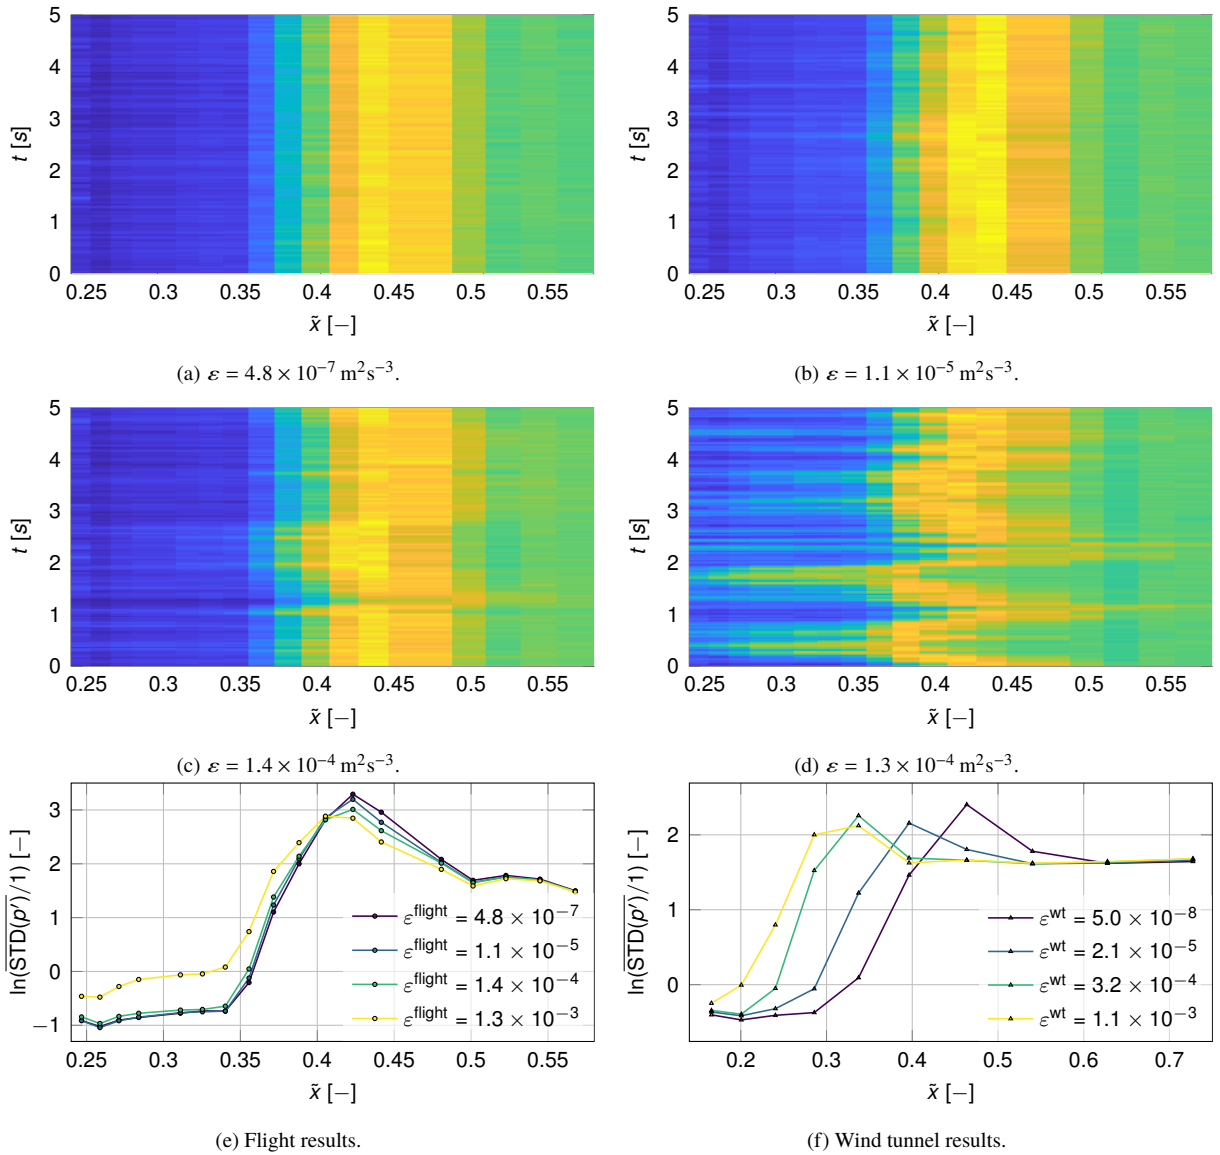 5
4
3
2
1
0
t [s]
0.25 0.3 0.35 0.4 0.45 0.5 0.55
x̃ [−]
(a) ε = 4.8 × 10⁻⁷ m²s⁻³.
5
4
3
2
1
0
t [s]
0.25 0.3 0.35 0.4 0.45 0.5 0.55
x̃ [−]
(b) ε = 1.1 × 10⁻⁵ m²s⁻³.
5
4
3
2
1
0
t [s]
0.25 0.3 0.35 0.4 0.45 0.5 0.55
x̃ [−]
(c) ε = 1.4 × 10⁻⁴ m²s⁻³.
5
4
3
2
1
0
t [s]
0.25 0.3 0.35 0.4 0.45 0.5 0.55
x̃ [−]
(d) ε = 1.3 × 10⁻⁴ m²s⁻³.
3
2
1
0
−1
ln(S̅T̅D̅(̅p̅′̅)̅/1) [−]
ε^flight = 4.8 × 10⁻⁷
ε^flight = 1.1 × 10⁻⁵
ε^flight = 1.4 × 10⁻⁴
ε^flight = 1.3 × 10⁻³
0.25 0.3 0.35 0.4 0.45 0.5 0.55
x̃ [−]
(e) Flight results.
2
1
0
ln(S̅T̅D̅(̅p̅′̅)̅/1) [−]
ε^wt = 5.0 × 10⁻⁸
ε^wt = 2.1 × 10⁻⁵
ε^wt = 3.2 × 10⁻⁴
ε^wt = 1.1 × 10⁻³
0.2 0.3 0.4 0.5 0.6 0.7
x̃ [−]
(f) Wind tunnel results.